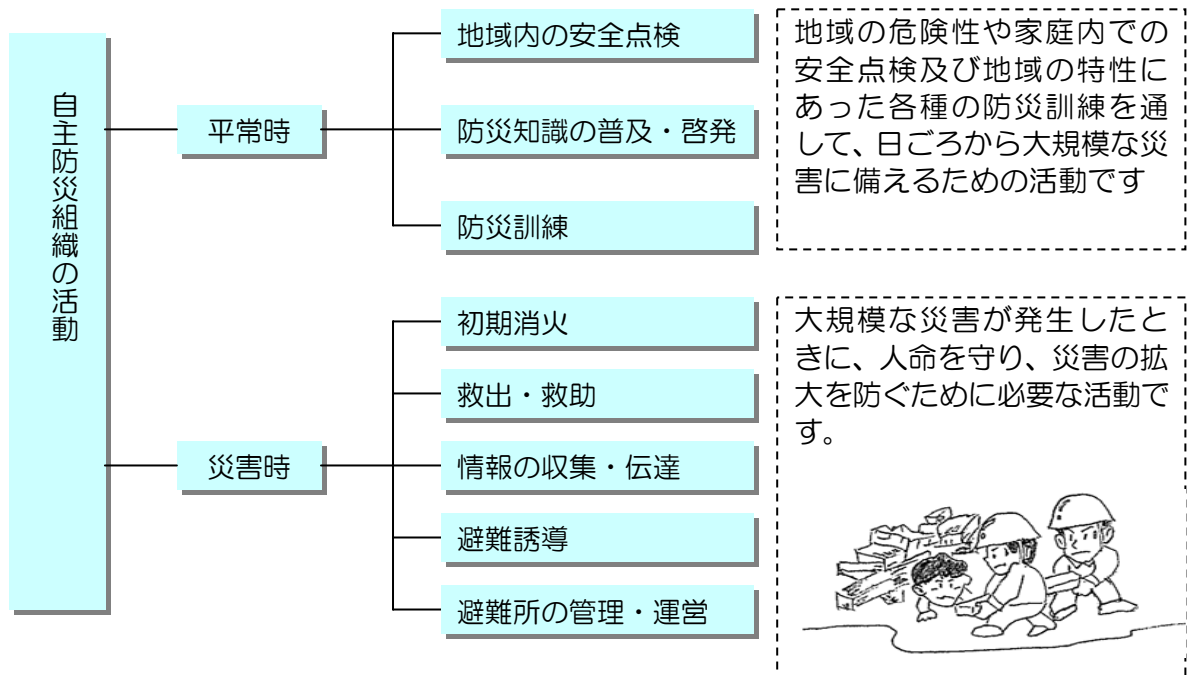 自主防災組織の活動
平常時
地域内の安全点検
防災知識の普及・啓発
防災訓練
地域の危険性や家庭内での
安全点検及び地域の特性に
あった各種の防災訓練を通
して、日ごろから大規模な災
害に備えるための活動です
災害時
初期消火
救出・救助
情報の収集・伝達
避難誘導
避難所の管理・運営
大規模な災害が発生したと
きに、人命を守り、災害の拡
大を防ぐために必要な活動で
す。